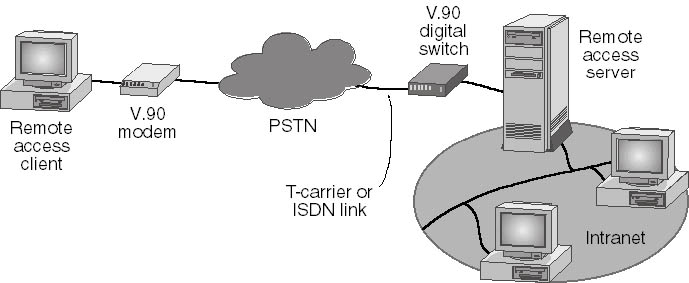 Remote
access
client
V.90
modem
PSTN
T-carrier or
ISDN link
V.90
digital
switch
Remote
access
server
Intranet